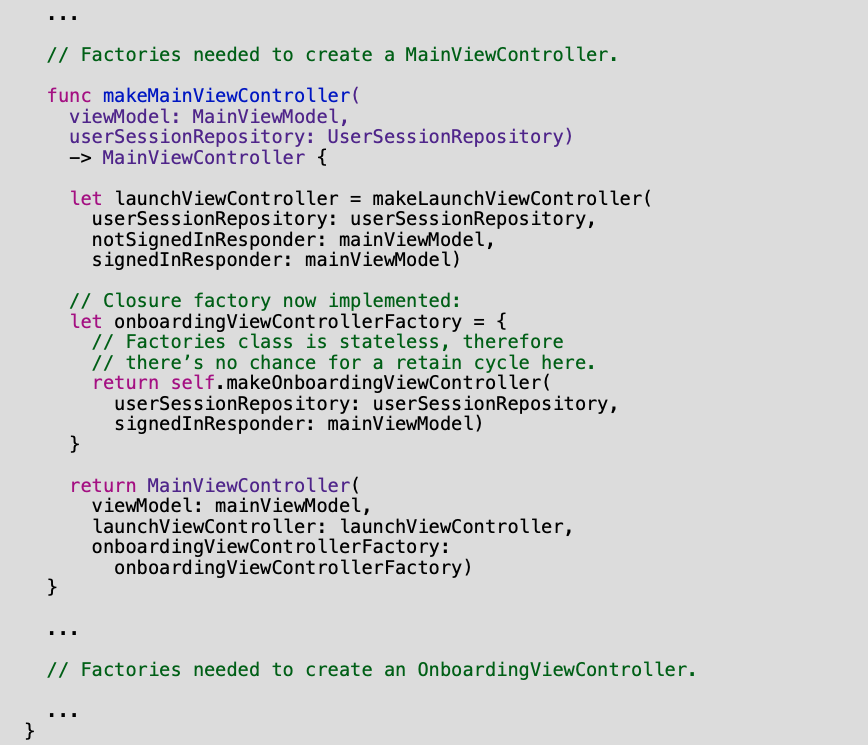 ...
// Factories needed to create a MainViewController.
func makeMainViewController(
viewModel: MainViewModel,
userSessionRepository: UserSessionRepository)
-> MainViewController {
let launchViewController = makeLaunchViewController(
userSessionRepository: userSessionRepository,
notSignedInResponder: mainViewModel,
signedInResponder: mainViewModel)
// Closure factory now implemented:
let onboardingViewControllerFactory = {
// Factories class is stateless, therefore
// there’s no chance for a retain cycle here.
return self.makeOnboardingViewController(
userSessionRepository: userSessionRepository,
signedInResponder: mainViewModel)
}
return MainViewController(
viewModel: mainViewModel,
launchViewController: launchViewController,
onboardingViewControllerFactory:
onboardingViewControllerFactory)
}
...
// Factories needed to create an OnboardingViewController.
...
}